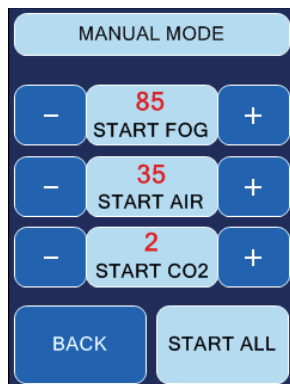 MANUAL MODE
85
- START FOG +
35
- START AIR +
2
- START CO2 +
BACK START ALL